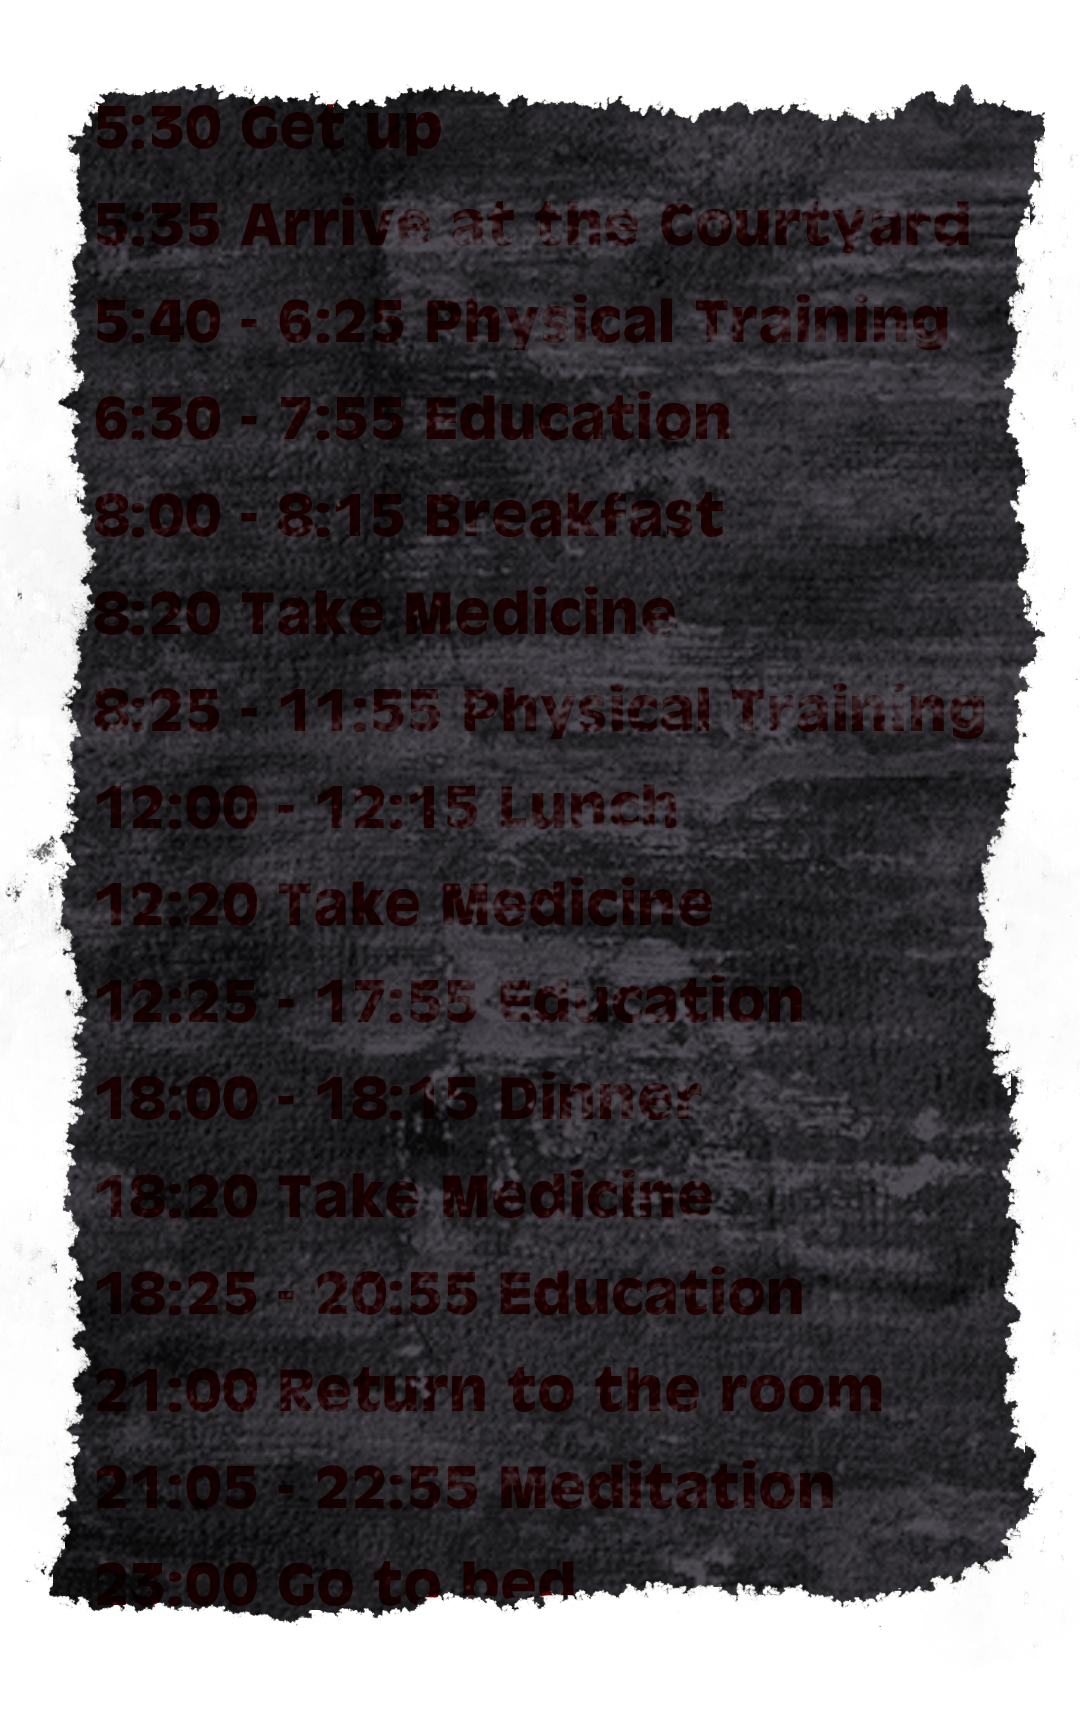 5:30 Get up
5:35 Arrive at the Courtyard
5:40 - 6:25 Physical Training
6:30 - 7:55 Education
8:00 - 8:15 Breakfast
8:20 Take Medicine
8:25 - 11:55 Physical Training
12:00 - 12:15 Lunch
12:20 Take Medicine
12:25 - 17:55 Education
18:00 - 18:15 Dinner
18:20 Take Medicine
18:25 - 20:55 Education
21:00 Return to the room
21:05 - 22:55 Meditation
23:00 Go to bed